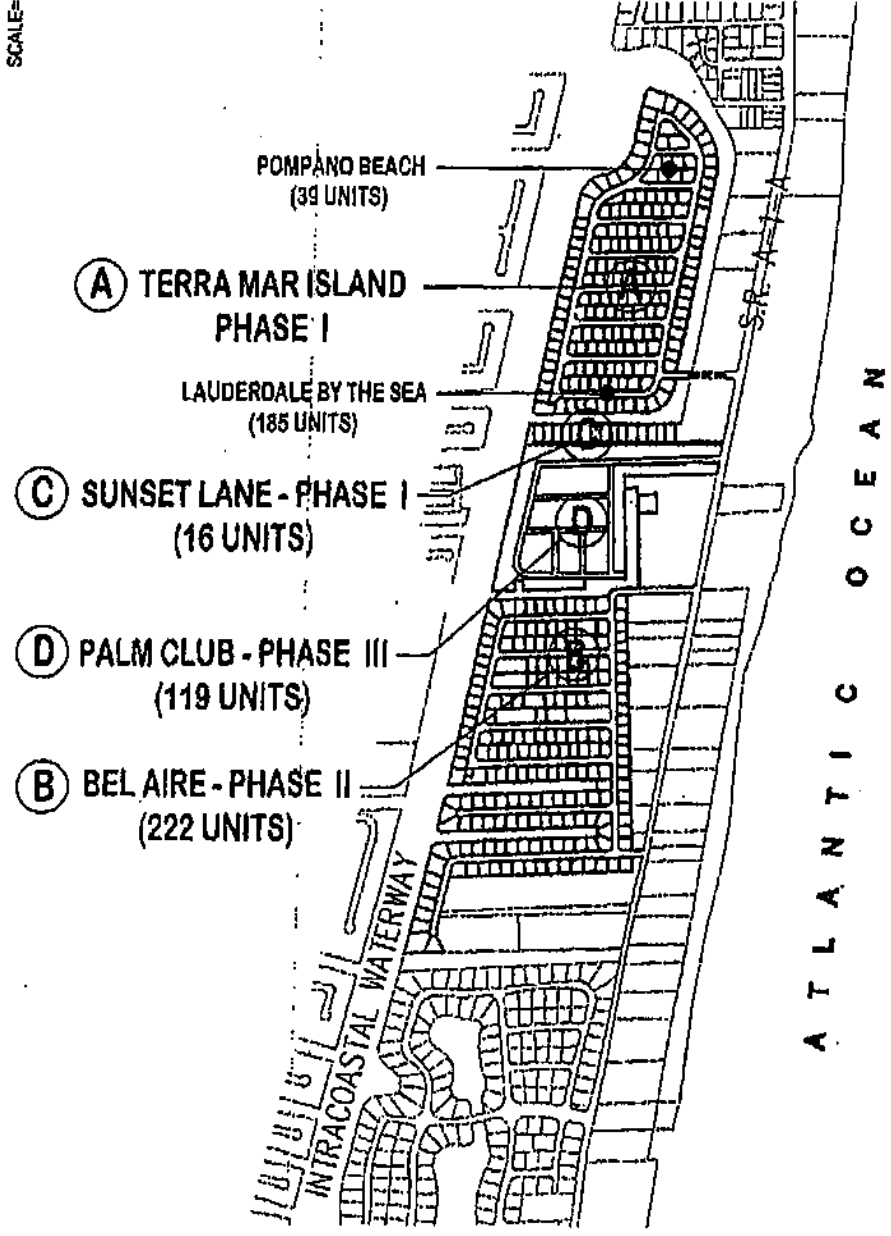 SCALE=
POMPANO BEACH
(39 UNITS)
A TERRA MAR ISLAND
PHASE I
LAUDERDALE BY THE SEA
(185 UNITS)
C SUNSET LANE - PHASE I
(16 UNITS)
D PALM CLUB - PHASE III
(119 UNITS)
B BEL AIRE - PHASE II
(222 UNITS)
A
C
D
B
S.R. A-1-A
INTRACOASTAL WATERWAY
ATLANTIC OCEAN